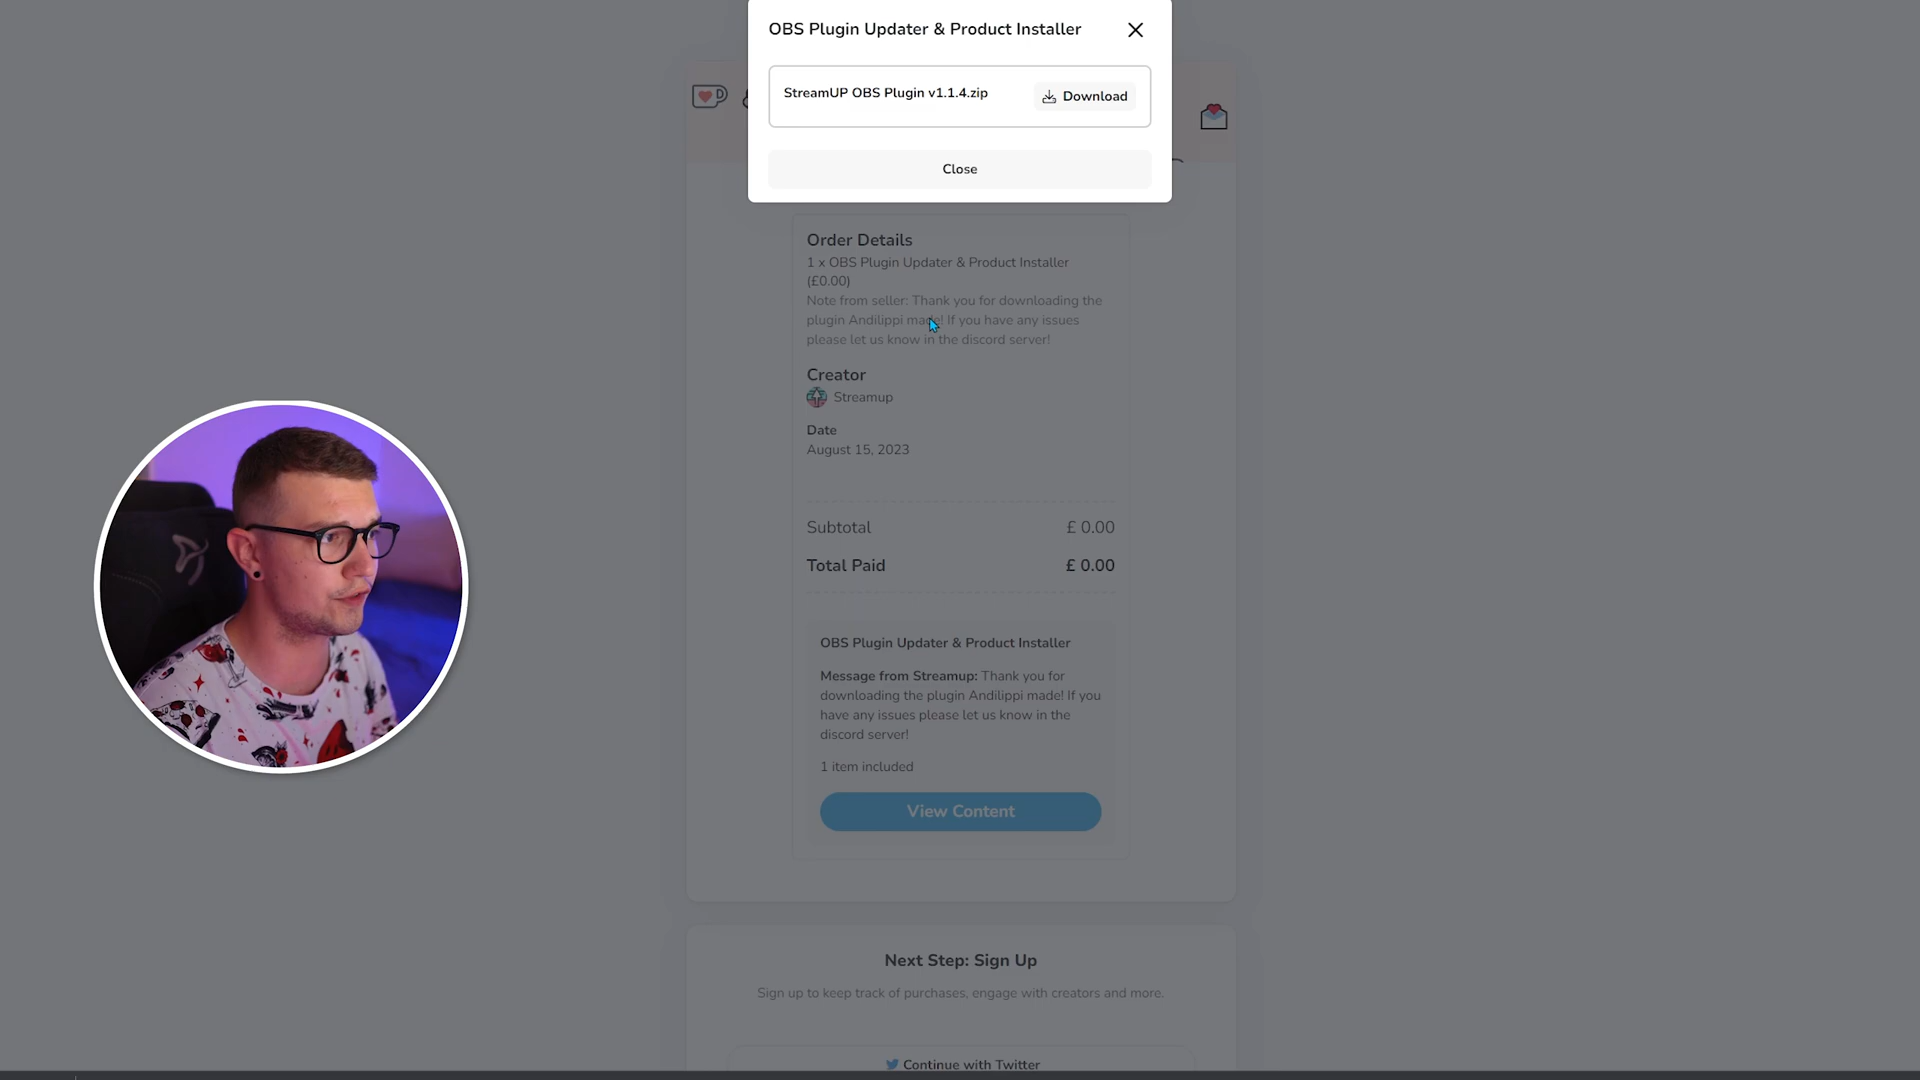 OBS Plugin Updater & Product Installer
StreamUP OBS Plugin v1.1.4.zip
Download
Close
Order Details
1 x OBS Plugin Updater & Product Installer
(£0.00)
Note from seller: Thank you for downloading the
plugin Andilippi made! If you have any issues
please let us know in the discord server!
Creator
Streamup
Date
August 15, 2023
Subtotal £ 0.00
Total Paid £ 0.00
OBS Plugin Updater & Product Installer
Message from Streamup: Thank you for
downloading the plugin Andilippi made! If you
have any issues please let us know in the
discord server!
1 item included
View Content
Next Step: Sign Up
Sign up to keep track of purchases, engage with creators and more.
Continue with Twitter